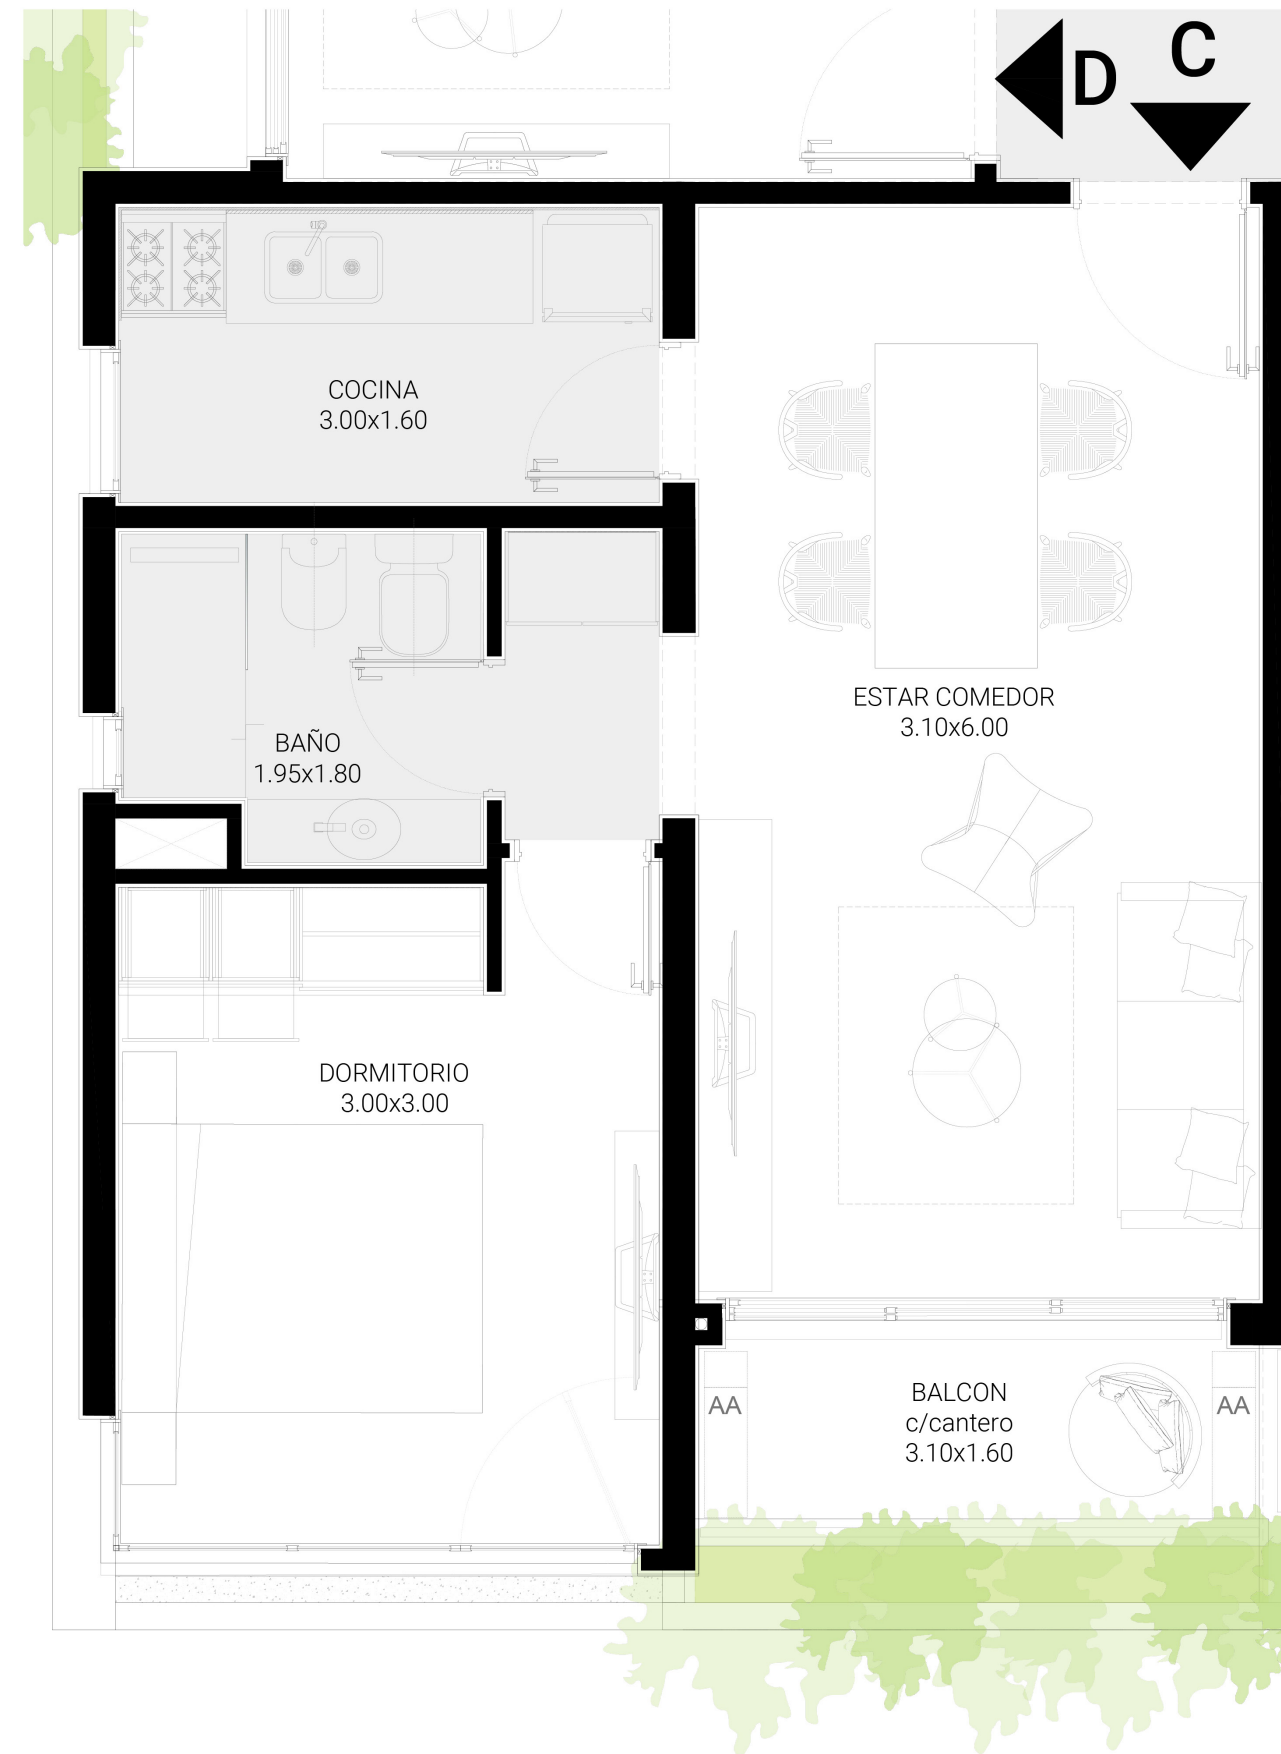 D
C
COCINA
3.00x1.60
ESTAR COMEDOR
3.10x6.00
BAÑO
1.95x1.80
DORMITORIO
3.00x3.00
BALCON
c/cantero
3.10x1.60
AA
AA